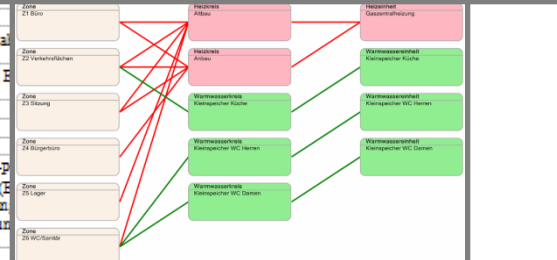 Zone
Z1 Büro
Zone
Z2 Verkehrsflächen
Zone
Z3 Sitzung
Zone
Z4 Bürgerbüro
Zone
Z5 Lager
Zone
Z6 WC/Sanitär
Heizkreis
Altbau
Heizkreis
Anbau
Warmwasserkreis
Kleinspeicher Küche
Warmwasserkreis
Kleinspeicher WC Herren
Warmwasserkreis
Kleinspeicher WC Damen
Heizeinheit
Gaszentralheizung
Warmwassereinheit
Kleinspeicher Küche
Warmwassereinheit
Kleinspeicher WC Herren
Warmwassereinheit
Kleinspeicher WC Damen